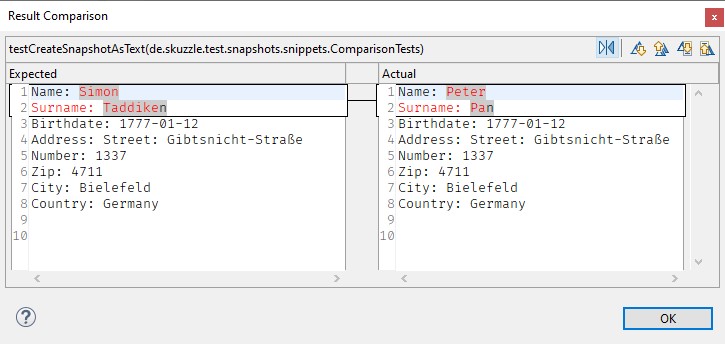 Result Comparison
testCreateSnapshotAsText(de.skuzzle.test.snapshots.snippets.ComparisonTests)
Expected
1 Name: Simon
2 Surname: Taddiken
3 Birthdate: 1777-01-12
4 Address: Street: Gibtsnicht-Straße
5 Number: 1337
6 Zip: 4711
7 City: Bielefeld
8 Country: Germany
9
10
Actual
1 Name: Peter
2 Surname: Pan
3 Birthdate: 1777-01-12
4 Address: Street: Gibtsnicht-Straße
5 Number: 1337
6 Zip: 4711
7 City: Bielefeld
8 Country: Germany
9
10
?
OK